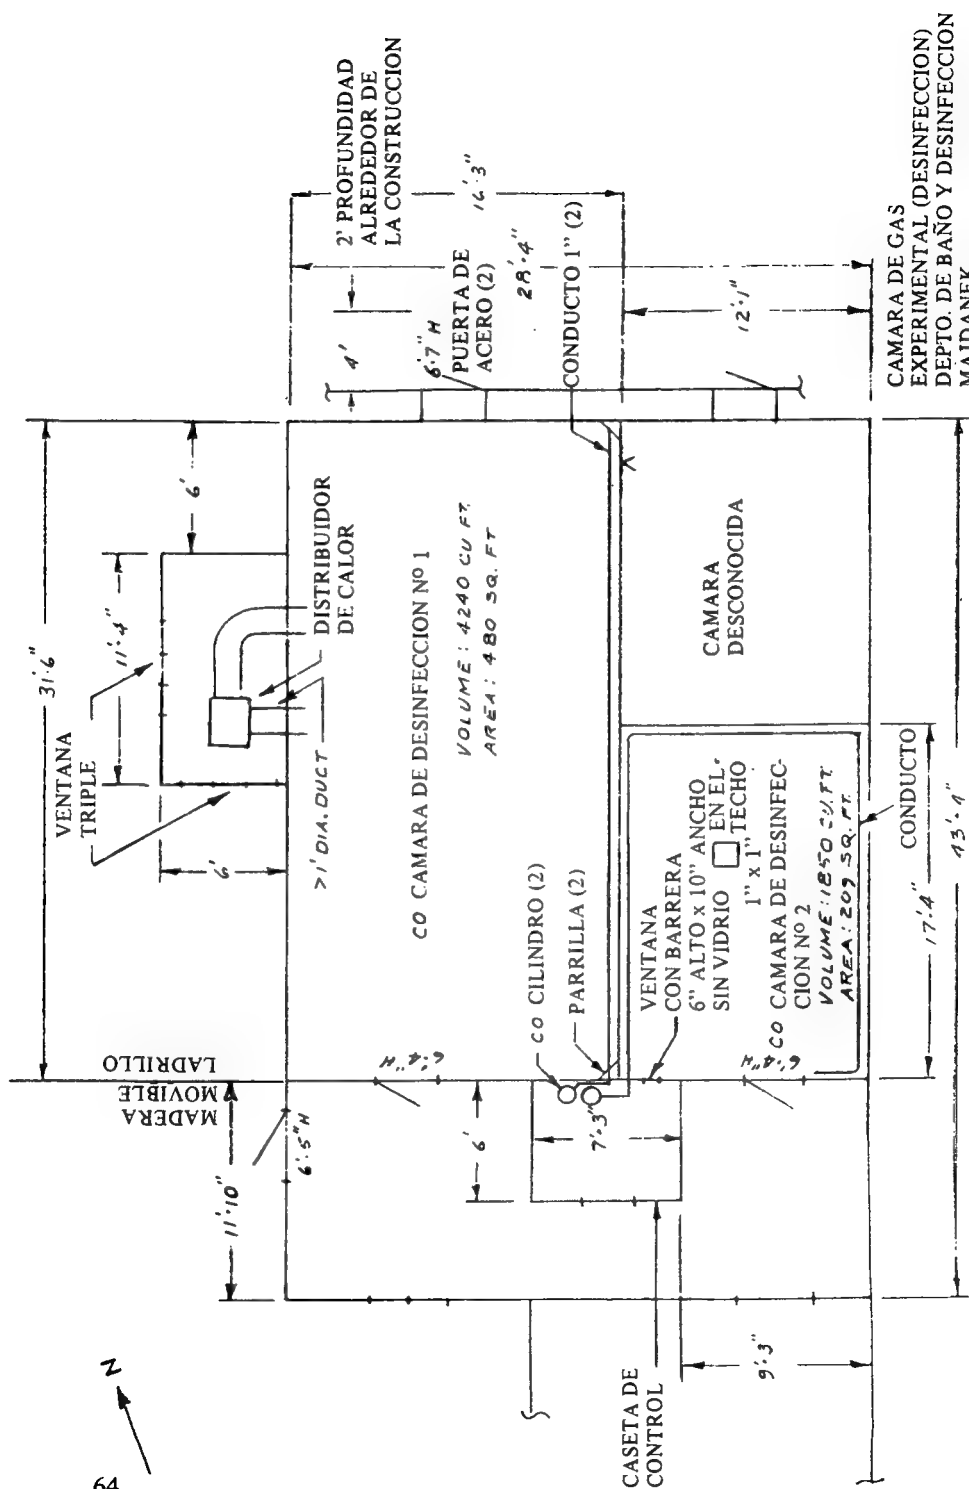 64
N
VENTANA
TRIPLE
31'.6"
11'.4"
6'
6'
DISTRIBUIDOR
DE CALOR
>1' DIA. DUCT
MADERA
MOVIBLE
LADRILLO
11'.10"
6'.5"H
6'.4"H
CO CAMARA DE DESINFECCION Nº 1
VOLUME: 4240 CU FT.
AREA: 480 SQ. FT
2' PROFUNDIDAD
ALREDEDOR DE
LA CONSTRUCCION
4'
6'.7" H
PUERTA DE
ACERO (2)
16'.3"
28'.4"
CONDUCTO 1" (2)
12'.1"
CO CILINDRO (2)
PARRILLA (2)
6'
7'.3"
VENTANA
CON BARRERA
6" ALTO x 10" ANCHO
SIN VIDRIO
EN EL
TECHO
1" x 1"
6'.4"H
CO CAMARA DE DESINFEC-
CION Nº 2
VOLUME: 1850 CU. FT.
AREA: 209 SQ. FT.
CAMARA
DESCONOCIDA
CONDUCTO
17'.4"
43'.4"
CASETA DE
CONTROL
9'.3"
CAMARA DE GAS
EXPERIMENTAL (DESINFECCION)
DEPTO. DE BAÑO Y DESINFECCION
MAJDANEK